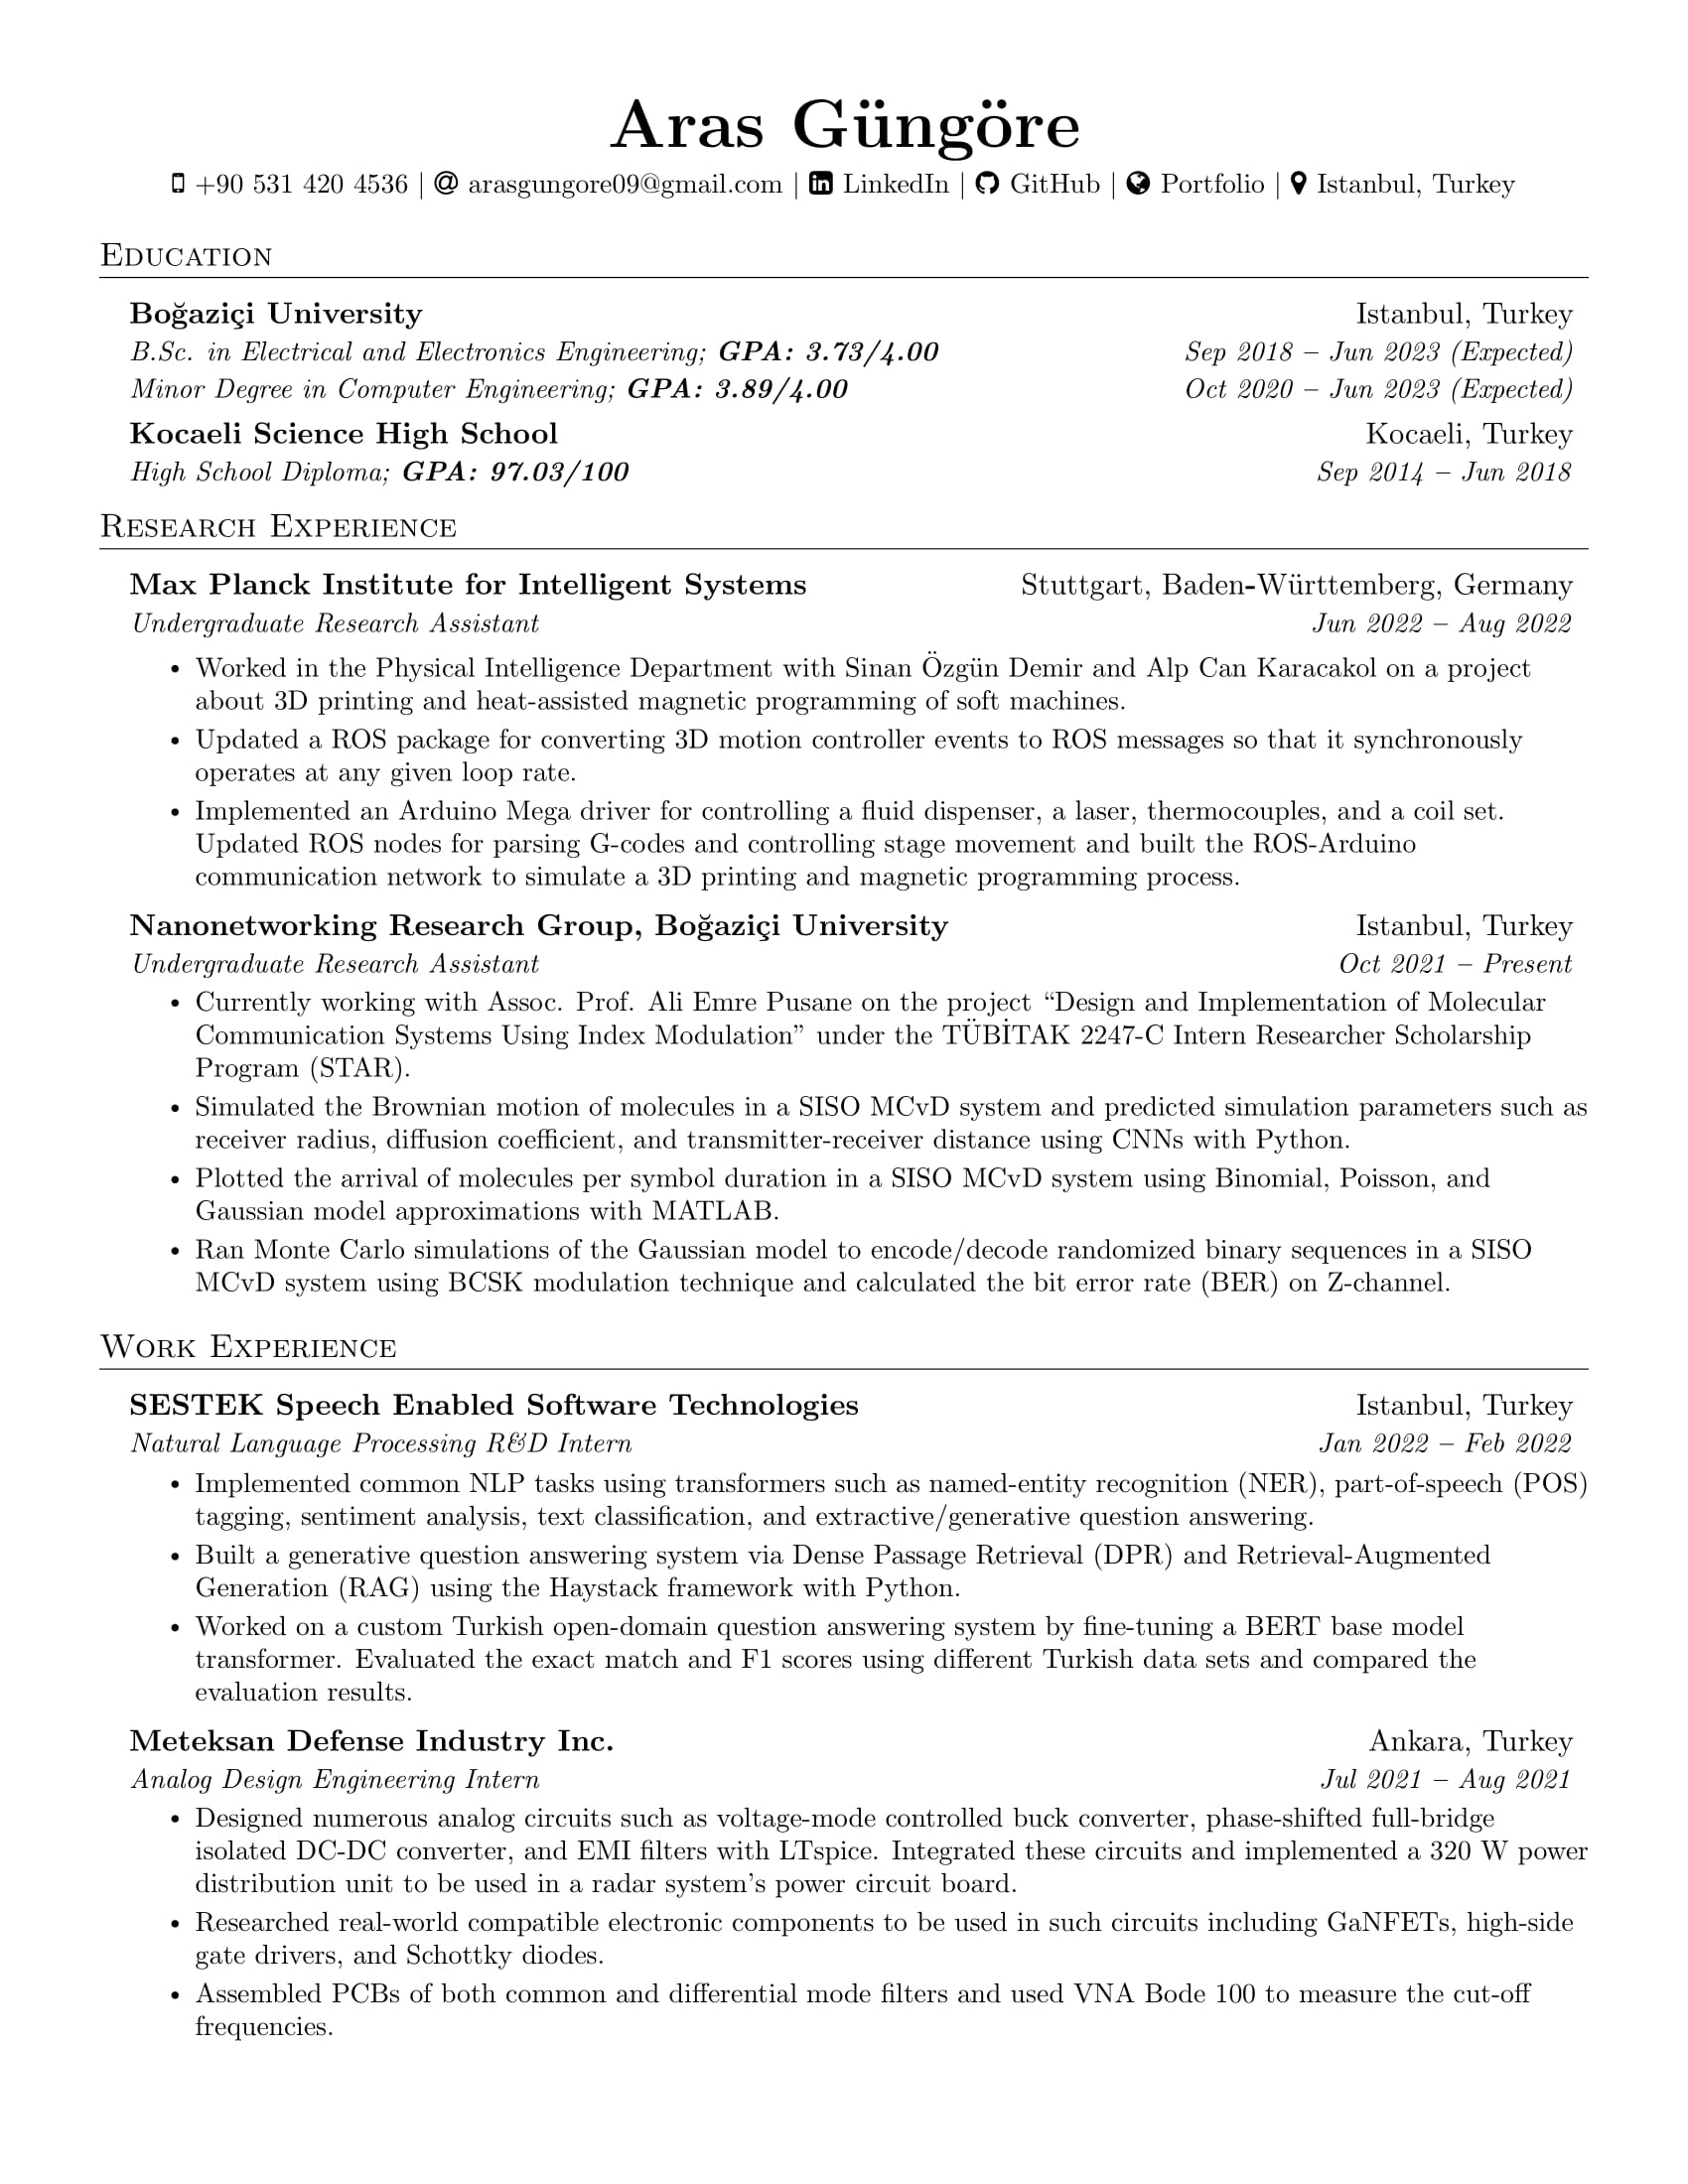 Aras Güngöre
+90 531 420 4536 | arasgungore09@gmail.com | LinkedIn | GitHub | Portfolio | Istanbul, Turkey
Education
Boğaziçi University Istanbul, Turkey
B.Sc. in Electrical and Electronics Engineering; GPA: 3.73/4.00 Sep 2018 – Jun 2023 (Expected)
Minor Degree in Computer Engineering; GPA: 3.89/4.00 Oct 2020 – Jun 2023 (Expected)
Kocaeli Science High School Kocaeli, Turkey
High School Diploma; GPA: 97.03/100 Sep 2014 – Jun 2018
Research Experience
Max Planck Institute for Intelligent Systems Stuttgart, Baden-Württemberg, Germany
Undergraduate Research Assistant Jun 2022 – Aug 2022
• Worked in the Physical Intelligence Department with Sinan Özgün Demir and Alp Can Karacakol on a project
about 3D printing and heat-assisted magnetic programming of soft machines.
• Updated a ROS package for converting 3D motion controller events to ROS messages so that it synchronously
operates at any given loop rate.
• Implemented an Arduino Mega driver for controlling a fluid dispenser, a laser, thermocouples, and a coil set.
Updated ROS nodes for parsing G-codes and controlling stage movement and built the ROS-Arduino
communication network to simulate a 3D printing and magnetic programming process.
Nanonetworking Research Group, Boğaziçi University Istanbul, Turkey
Undergraduate Research Assistant Oct 2021 – Present
• Currently working with Assoc. Prof. Ali Emre Pusane on the project “Design and Implementation of Molecular
Communication Systems Using Index Modulation” under the TÜBİTAK 2247-C Intern Researcher Scholarship
Program (STAR).
• Simulated the Brownian motion of molecules in a SISO MCvD system and predicted simulation parameters such as
receiver radius, diffusion coefficient, and transmitter-receiver distance using CNNs with Python.
• Plotted the arrival of molecules per symbol duration in a SISO MCvD system using Binomial, Poisson, and
Gaussian model approximations with MATLAB.
• Ran Monte Carlo simulations of the Gaussian model to encode/decode randomized binary sequences in a SISO
MCvD system using BCSK modulation technique and calculated the bit error rate (BER) on Z-channel.
Work Experience
SESTEK Speech Enabled Software Technologies Istanbul, Turkey
Natural Language Processing R&D Intern Jan 2022 – Feb 2022
• Implemented common NLP tasks using transformers such as named-entity recognition (NER), part-of-speech (POS)
tagging, sentiment analysis, text classification, and extractive/generative question answering.
• Built a generative question answering system via Dense Passage Retrieval (DPR) and Retrieval-Augmented
Generation (RAG) using the Haystack framework with Python.
• Worked on a custom Turkish open-domain question answering system by fine-tuning a BERT base model
transformer. Evaluated the exact match and F1 scores using different Turkish data sets and compared the
evaluation results.
Meteksan Defense Industry Inc. Ankara, Turkey
Analog Design Engineering Intern Jul 2021 – Aug 2021
• Designed numerous analog circuits such as voltage-mode controlled buck converter, phase-shifted full-bridge
isolated DC-DC converter, and EMI filters with LTspice. Integrated these circuits and implemented a 320 W power
distribution unit to be used in a radar system’s power circuit board.
• Researched real-world compatible electronic components to be used in such circuits including GaNFETs, high-side
gate drivers, and Schottky diodes.
• Assembled PCBs of both common and differential mode filters and used VNA Bode 100 to measure the cut-off
frequencies.